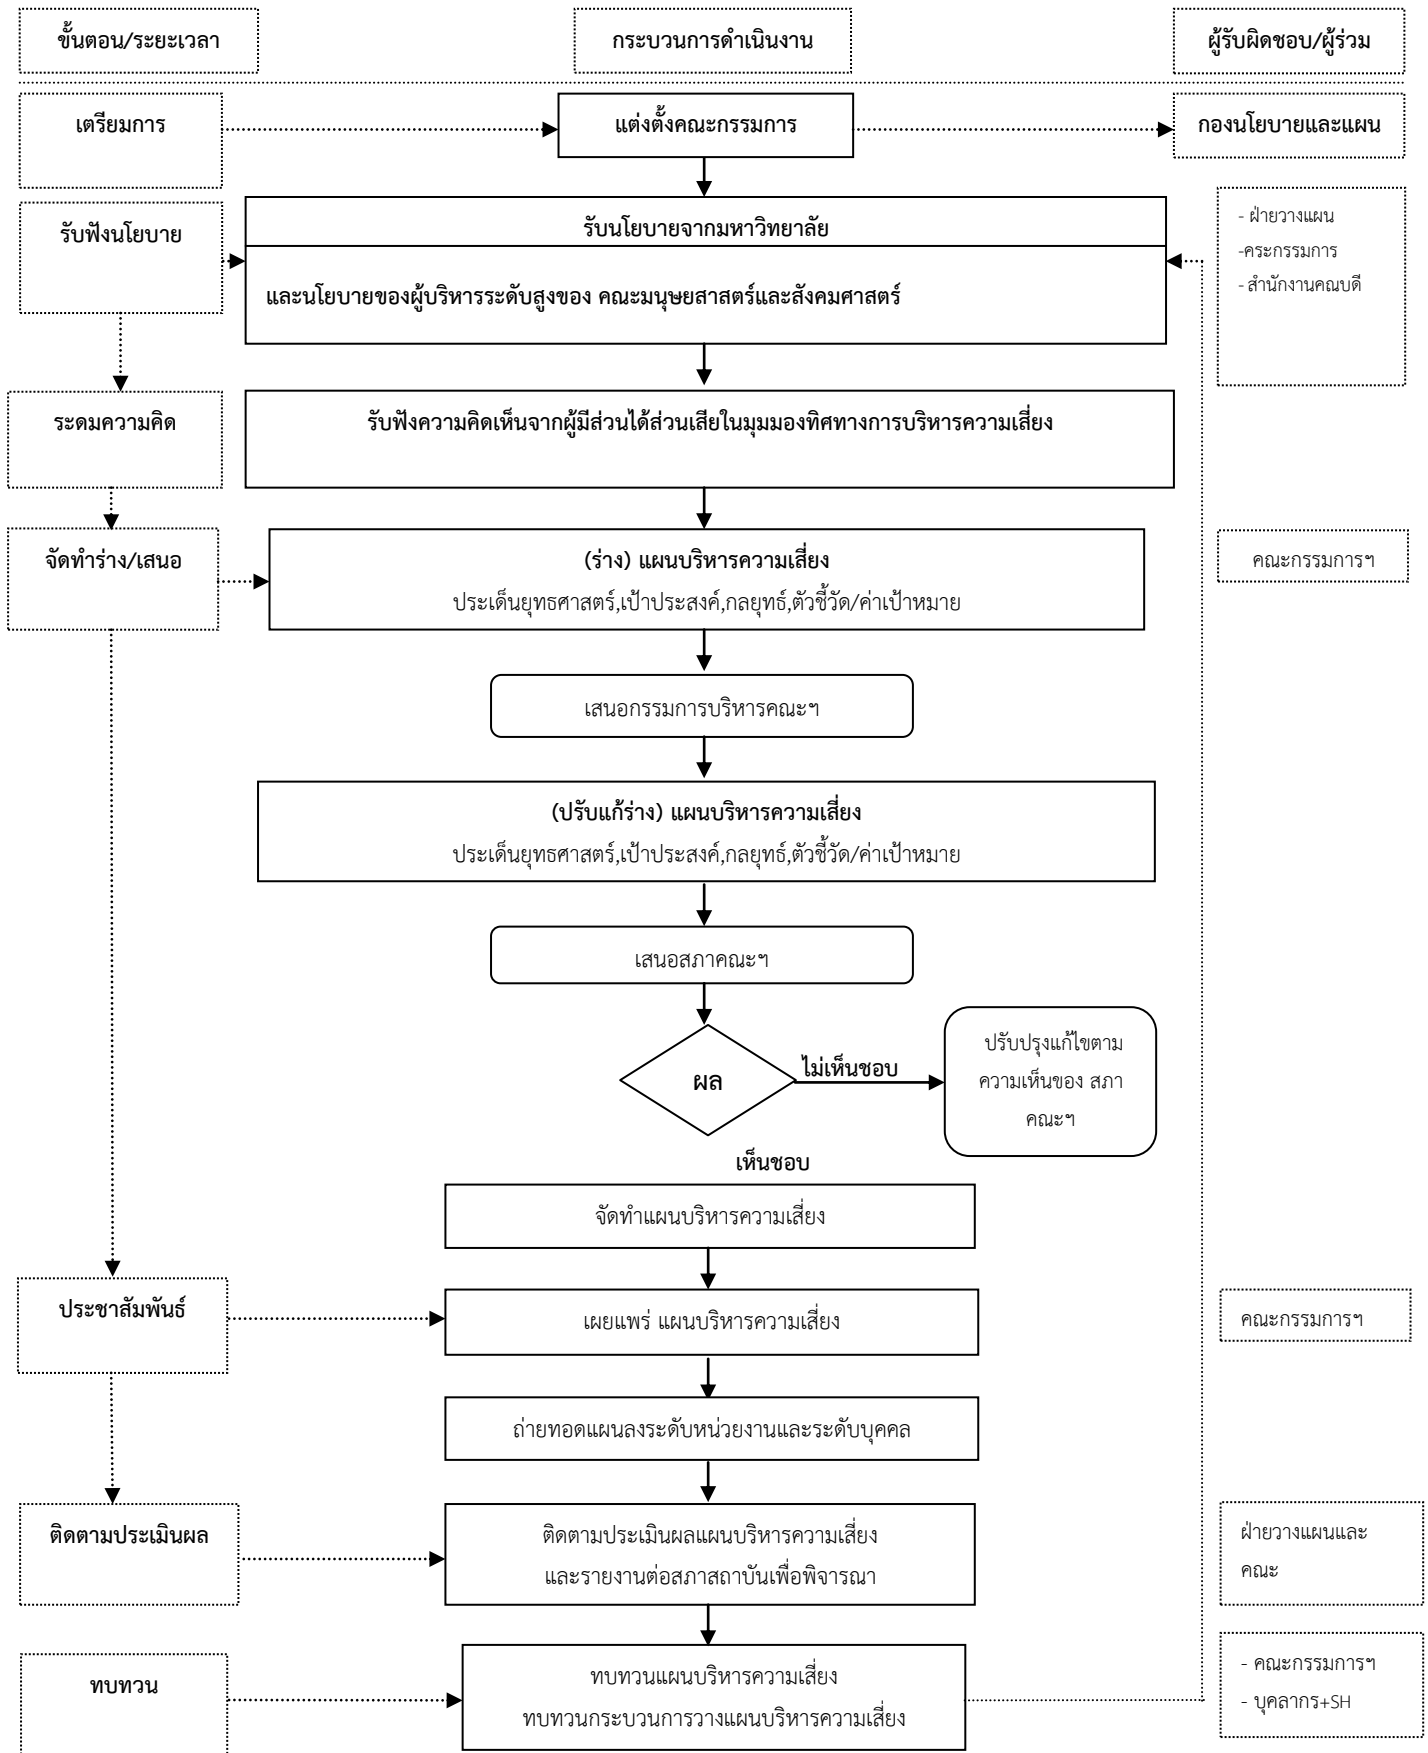 ขั้นตอน/ระยะเวลา
กระบวนการดำเนินงาน
ผู้รับผิดชอบ/ผู้ร่วม
เตรียมการ
แต่งตั้งคณะกรรมการ
กองนโยบายและแผน
รับฟังนโยบาย
รับนโยบายจากมหาวิทยาลัย
และนโยบายของผู้บริหารระดับสูงของ คณะมนุษยสาสตร์และสังคมศาสตร์
- ฝ่ายวางแผน
-คระกรรมการ
- สำนักงานคณบดี
ระดมความคิด
รับฟังความคิดเห็นจากผู้มีส่วนได้ส่วนเสียในมุมมองทิศทางการบริหารความเสี่ยง
จัดทำร่าง/เสนอ
(ร่าง) แผนบริหารความเสี่ยง
ประเด็นยุทธศาสตร์,เป้าประสงค์,กลยุทธ์,ตัวชี้วัด/ค่าเป้าหมาย
คณะกรรมการฯ
เสนอกรรมการบริหารคณะฯ
(ปรับแก้ร่าง) แผนบริหารความเสี่ยง
ประเด็นยุทธศาสตร์,เป้าประสงค์,กลยุทธ์,ตัวชี้วัด/ค่าเป้าหมาย
เสนอสภาคณะฯ
ผล
ไม่เห็นชอบ
ปรับปรุงแก้ไขตาม
ความเห็นของ สภา
คณะฯ
เห็นชอบ
จัดทำแผนบริหารความเสี่ยง
ประชาสัมพันธ์
เผยแพร่ แผนบริหารความเสี่ยง
คณะกรรมการฯ
ถ่ายทอดแผนลงระดับหน่วยงานและระดับบุคคล
ติดตามประเมินผล
ติดตามประเมินผลแผนบริหารความเสี่ยง
และรายงานต่อสภาสถาบันเพื่อพิจารณา
ฝ่ายวางแผนและ
คณะ
ทบทวน
ทบทวนแผนบริหารความเสี่ยง
ทบทวนกระบวนการวางแผนบริหารความเสี่ยง
- คณะกรรมการฯ
- บุคลากร+SH